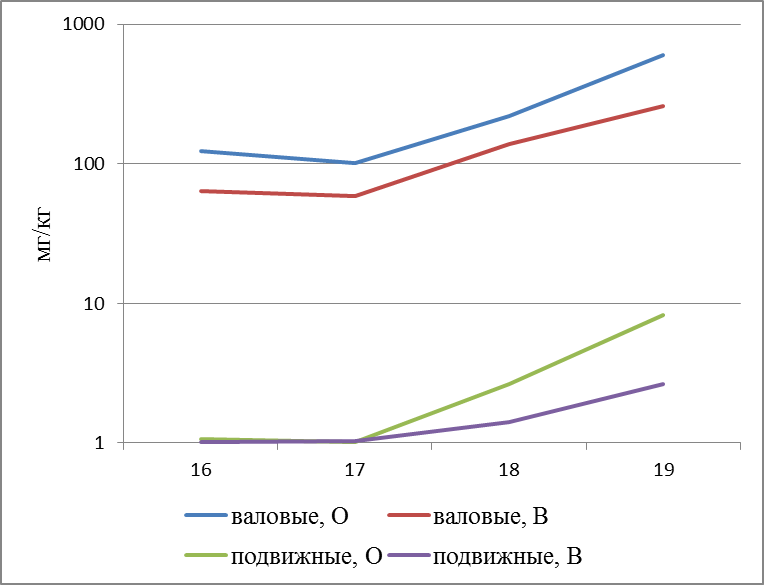 1000
100
10
1
мг/кг
16 17 18 19
валовые, О валовые, В
подвижные, О подвижные, В